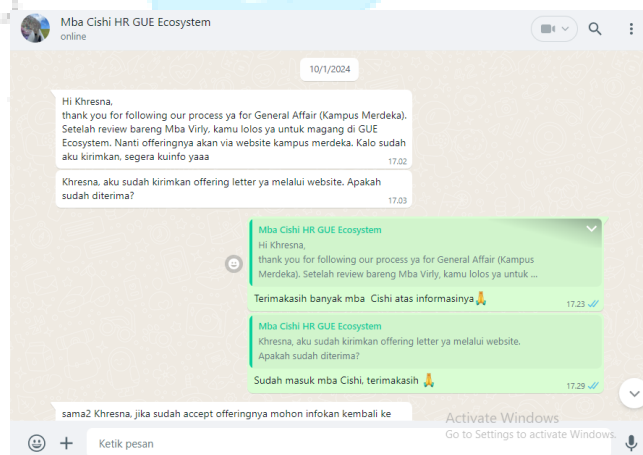 Mba Cishi HR GUE Ecosystem
online
10/1/2024
Hi Khresna,
thank you for following our process ya for General Affair (Kampus Merdeka).
Setelah review bareng Mba Virly, kamu lolos ya untuk magang di GUE
Ecosystem. Nanti offeringnya akan via website kampus merdeka. Kalo sudah
aku kirimkan, segera kuinfo yaaa
17.02
Khresna, aku sudah kirimkan offering letter ya melalui website. Apakah
sudah diterima?
17.03
Mba Cishi HR GUE Ecosystem
Hi Khresna,
thank you for following our process ya for General Affair (Kampus
Merdeka). Setelah review bareng Mba Virly, kamu lolos ya untuk ...
Terimakasih banyak mba  Cishi atas informasinya🙏
17.23
Mba Cishi HR GUE Ecosystem
Khresna, aku sudah kirimkan offering letter ya melalui website.
Apakah sudah diterima?
Sudah masuk mba Cishi, terimakasih 🙏
17.29
sama2 Khresna, jika sudah accept offeringnya mohon infokan kembali ke
Activate Windows
Go to Settings to activate Windows.
Ketik pesan